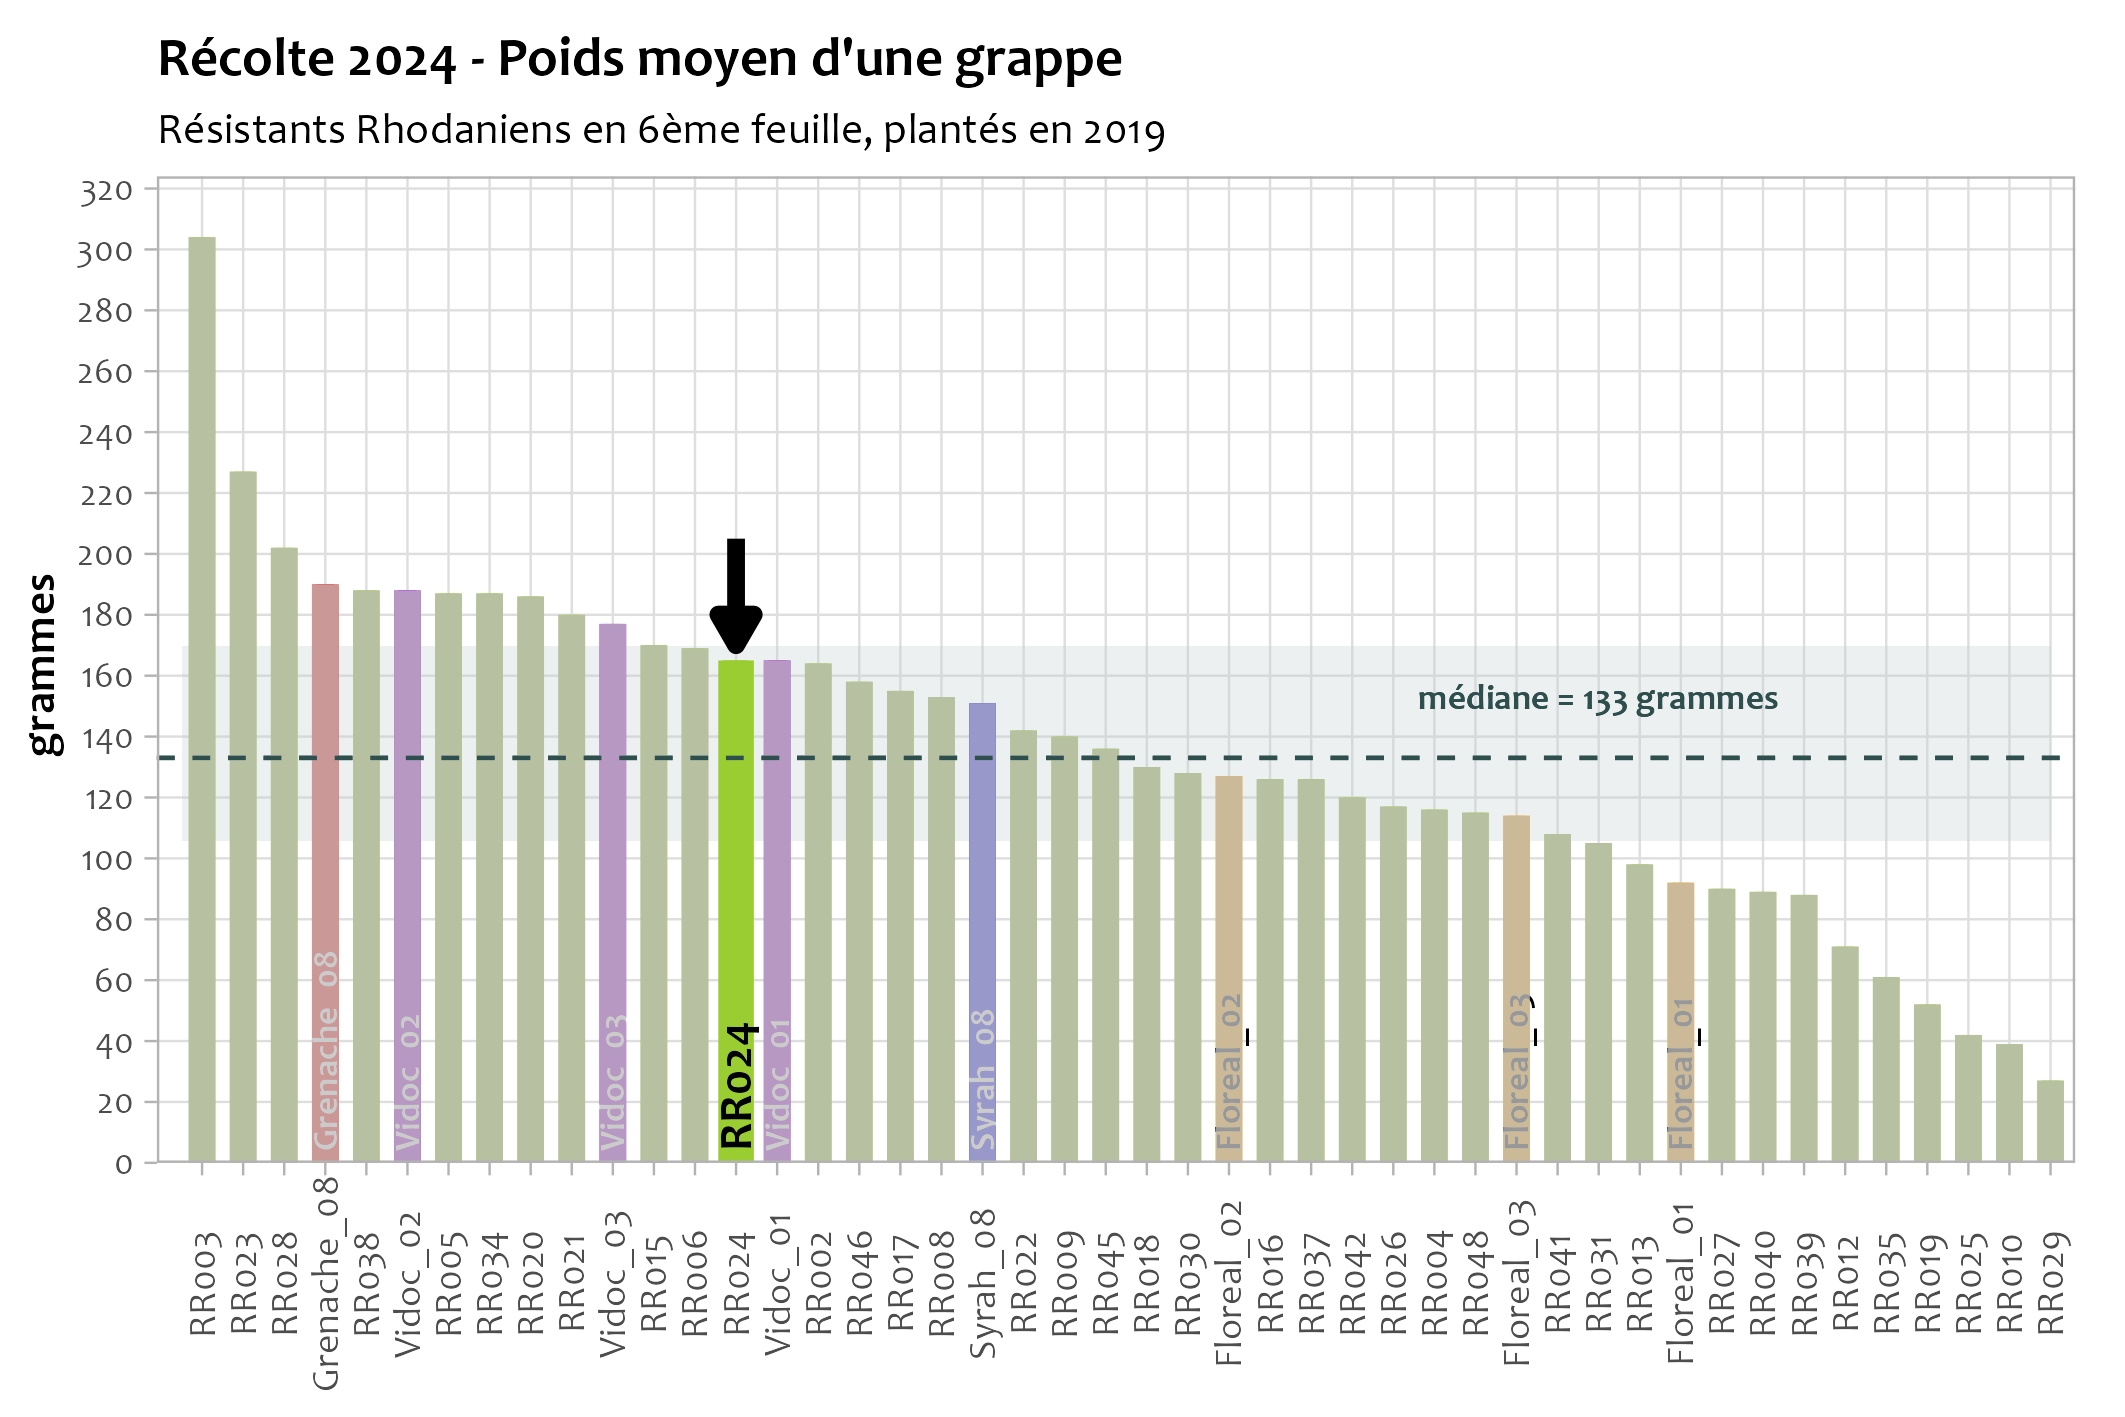 Récolte 2024 - Poids moyen d'une grappe
Résistants Rhodaniens en 6ème feuille, plantés en 2019
grammes
320
300
280
260
240
220
200
180
160
140
120
100
80
60
40
20
0
médiane = 133 grammes
Grenache_08
Vidoc_02
Vidoc_03
RR024
Vidoc_01
Syrah_08
Floreal_02
Floreal_03
Floreal_01
RR003
RR023
RR028
Grenache_08
RR038
Vidoc_02
RR005
RR034
RR020
RR021
Vidoc_03
RR015
RR006
RR024
Vidoc_01
RR002
RR046
RR017
RR008
Syrah_08
RR022
RR009
RR045
RR018
RR030
Floreal_02
RR016
RR037
RR042
RR026
RR004
RR048
Floreal_03
RR041
RR031
RR013
Floreal_01
RR027
RR040
RR039
RR012
RR035
RR019
RR025
RR010
RR029